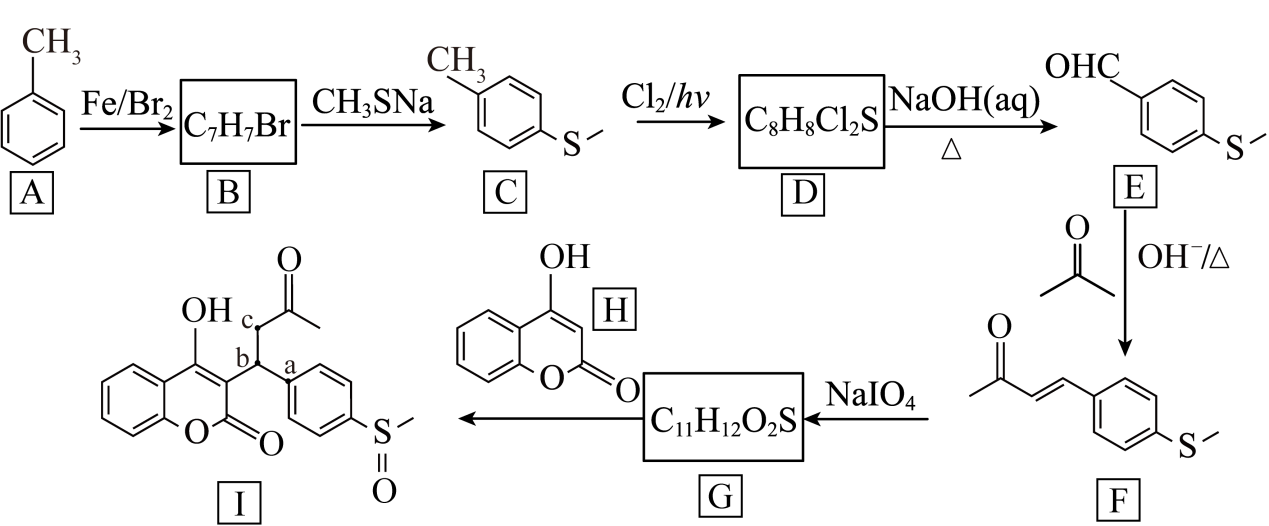 CH₃
Fe/Br₂
C₇H₇Br
CH₃SNa
CH₃
S
Cl₂/hν
C₈H₈Cl₂S
NaOH(aq)
△
OHC
S
A
B
C
D
E
O
OH⁻/△
O
S
F
NaIO₄
C₁₁H₁₂O₂S
G
OH
H
O
O
O
OH
c
b
a
O
O
S
O
I